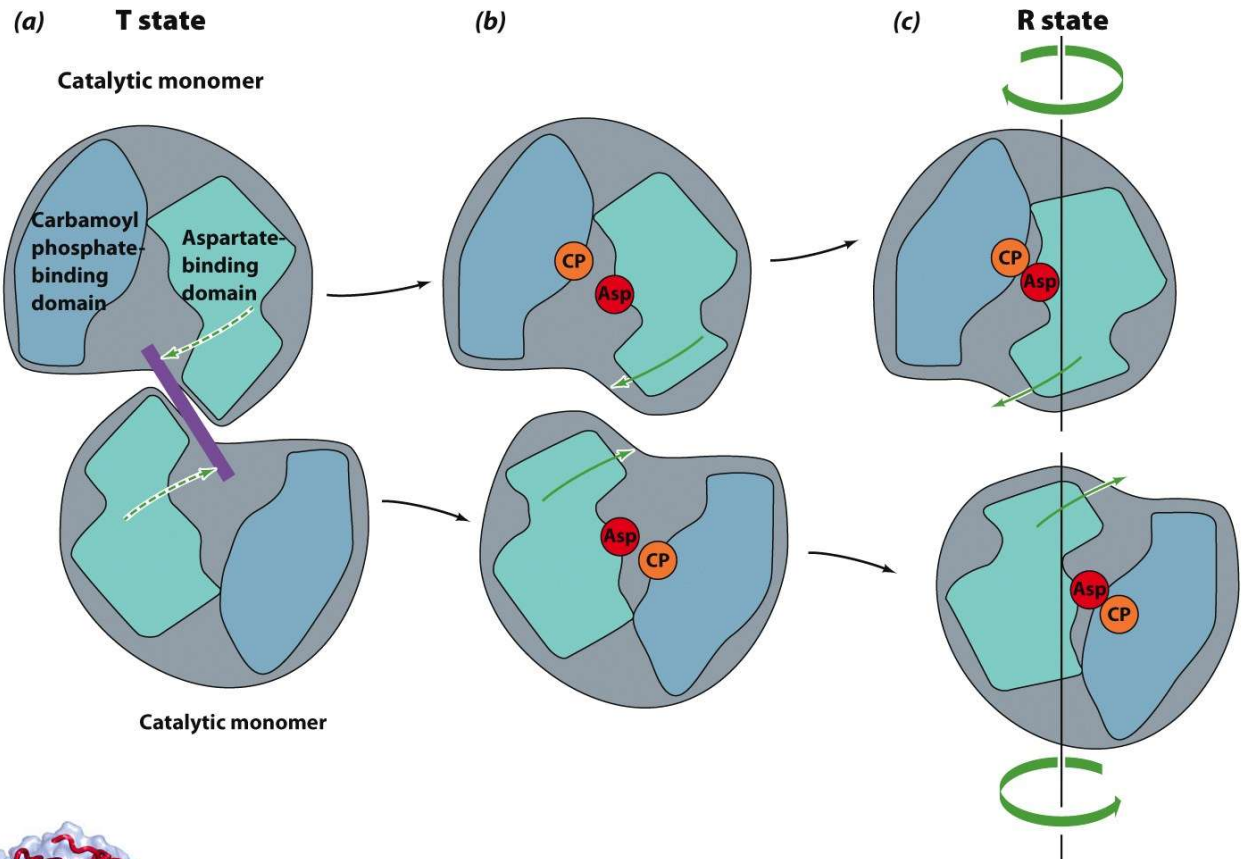 (a) T state
(b)
(c) R state
Catalytic monomer
Carbamoyl
phosphate-
binding
domain
Aspartate-
binding
domain
CP
Asp
CP
Asp
Asp
CP
Asp
CP
Catalytic monomer